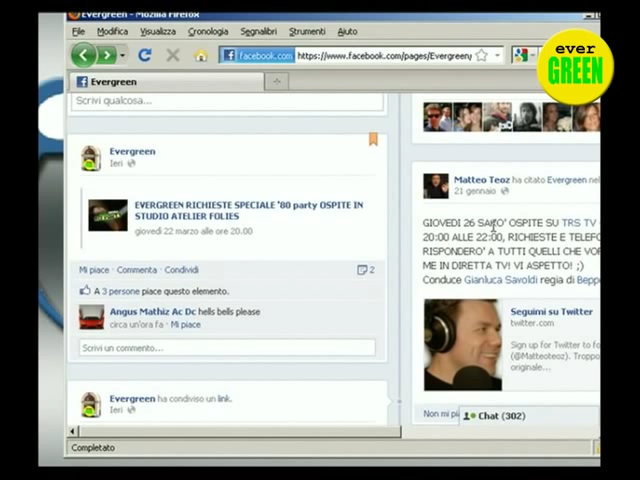 Evergreen - Mozilla Firefox
File Modifica Visualizza Cronologia Segnalibri Strumenti Aiuto
facebook.com https://www.facebook.com/pages/Evergreen/
ever
GREEN
Evergreen
Scrivi qualcosa...
Evergreen
Ieri
EVERGREEN RICHIESTE SPECIALE '80 party OSPITE IN
STUDIO ATELIER FOLIES
giovedì 22 marzo alle ore 20.00
Mi piace · Commenta · Condividi
2
A 3 persone piace questo elemento.
Angus Mathiz Ac Dc hells bells please
circa un'ora fa · Mi piace
Scrivi un commento...
Evergreen ha condiviso un link.
Ieri
Matteo Teoz ha citato Evergreen
21 gennaio
GIOVEDI 26 SARO' OSPITE SU TRS TV
20:00 ALLE 22:00, RICHIESTE E
RISPONDERO' A TUTTI QUELLI CHE
ME IN DIRETTA TV! VI ASPETTO! ;)
Conduce Gianluca Savoldi regia di
Seguimi su Twitter
twitter.com
Sign up for Twitter to
(@Matteoteoz).
originale...
Non mi
Chat (302)
Completato